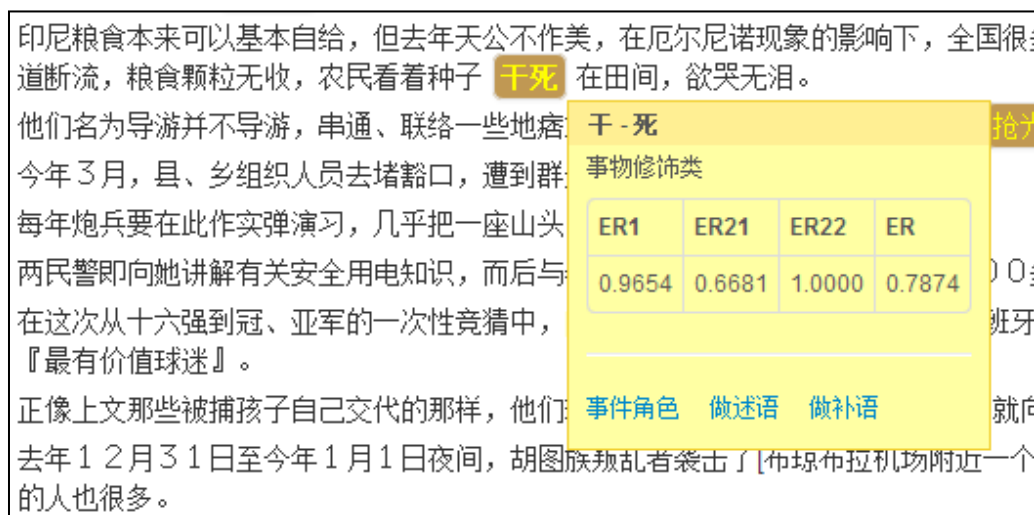 印尼粮食本来可以基本自给，但去年天公不作美，在厄尔尼诺现象的影响下，全国很
道断流，粮食颗粒无收，农民看着种子 干死 在田间，欲哭无泪。
他们名为导游并不导游，串通、联络一些地痞
抢光
今年３月，县、乡组织人员去堵豁口，遭到群
每年炮兵要在此作实弹演习，几乎把一座山头
两民警即向她讲解有关安全用电知识，而后与
００
在这次从十六强到冠、亚军的一次性竞猜中，
班牙
『最有价值球迷』。
正像上文那些被捕孩子自己交代的那样，他们
就向
去年１２月３１日至今年１月１日夜间，胡图族叛乱者袭击了[布琼布拉机场附近一个
的人也很多。
干 - 死
事物修饰类
ER1 ER21 ER22 ER
0.9654 0.6681 1.0000 0.7874
事件角色 做述语 做补语